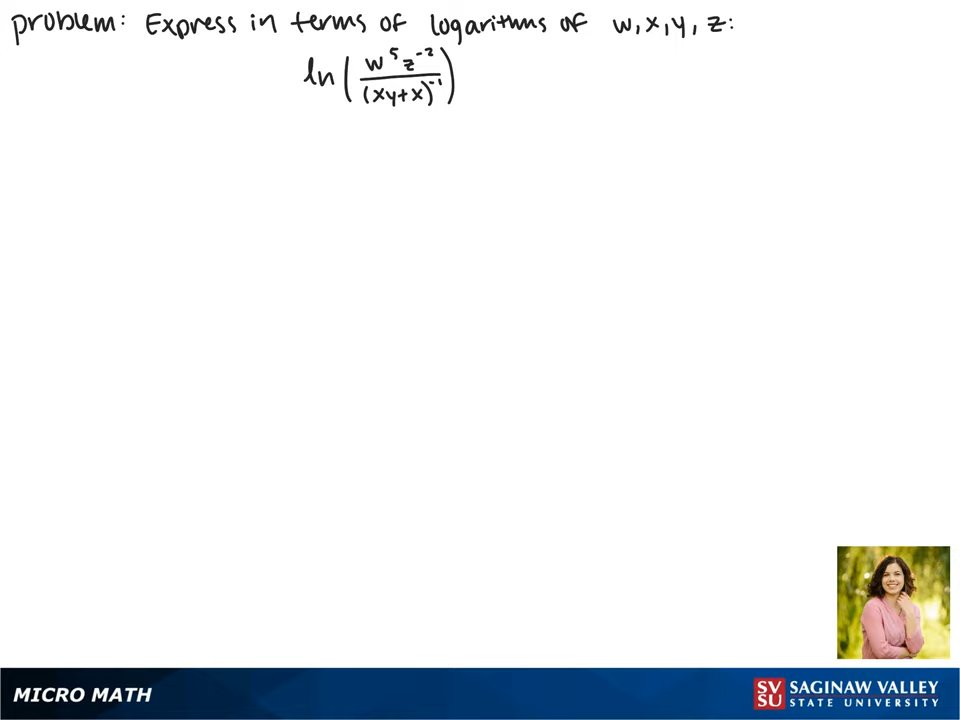 problem: Express in terms of logarithms of w, x, y, z:
ln(w^5 z^-2 / (xy+x)^-1)
MICRO MATH
SVSU SAGINAW VALLEY STATE UNIVERSITY